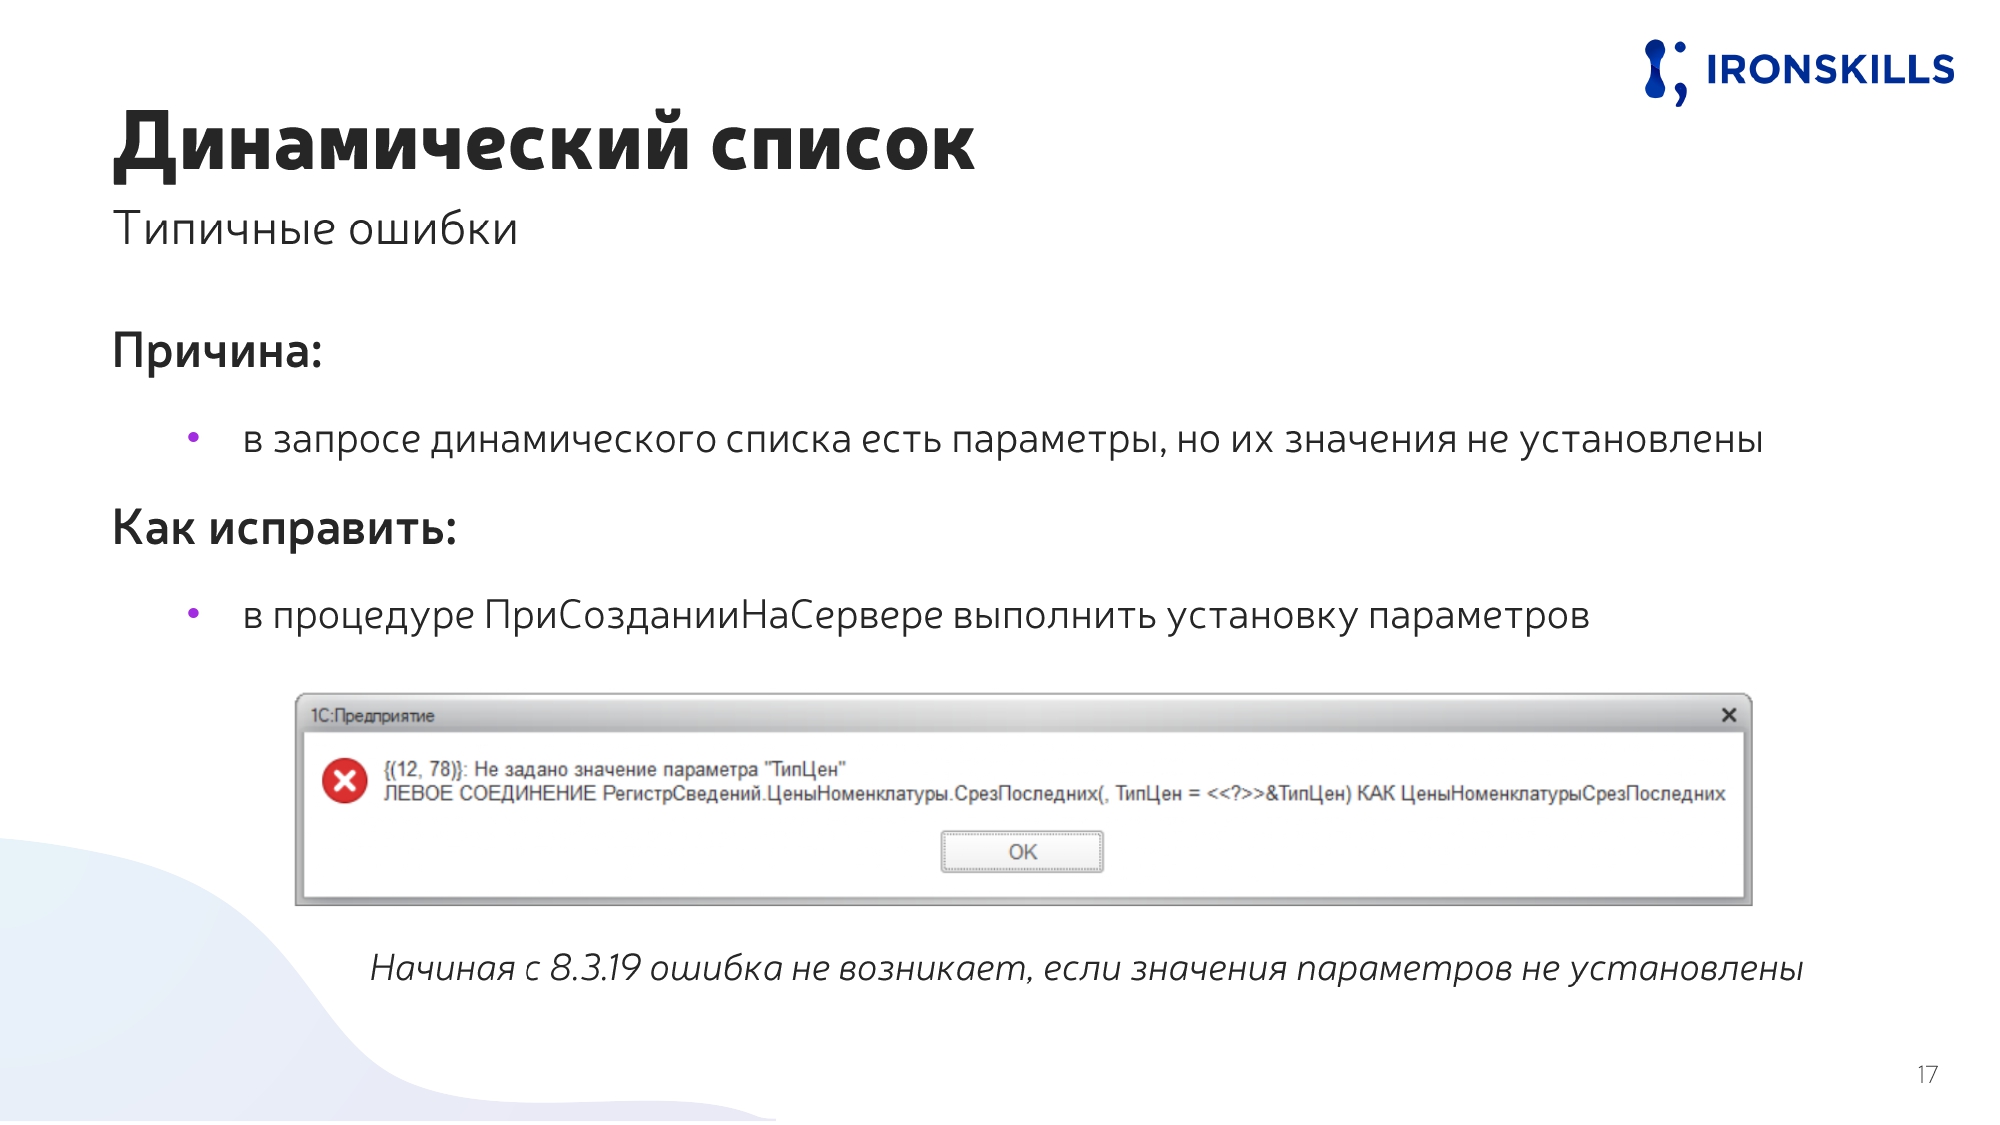 IRONSKILLS
Динамический список
Типичные ошибки
Причина:
• в запросе динамического списка есть параметры, но их значения не установлены
Как исправить:
• в процедуре ПриСозданииНаСервере выполнить установку параметров
1С:Предприятие
{(12, 78)}: Не задано значение параметра "ТипЦен"
ЛЕВОЕ СОЕДИНЕНИЕ РегистрСведений.ЦеныНоменклатуры.СрезПоследних(, ТипЦен = <<?>>&ТипЦен) КАК ЦеныНоменклатурыСрезПоследних
OK
Начиная с 8.3.19 ошибка не возникает, если значения параметров не установлены
17